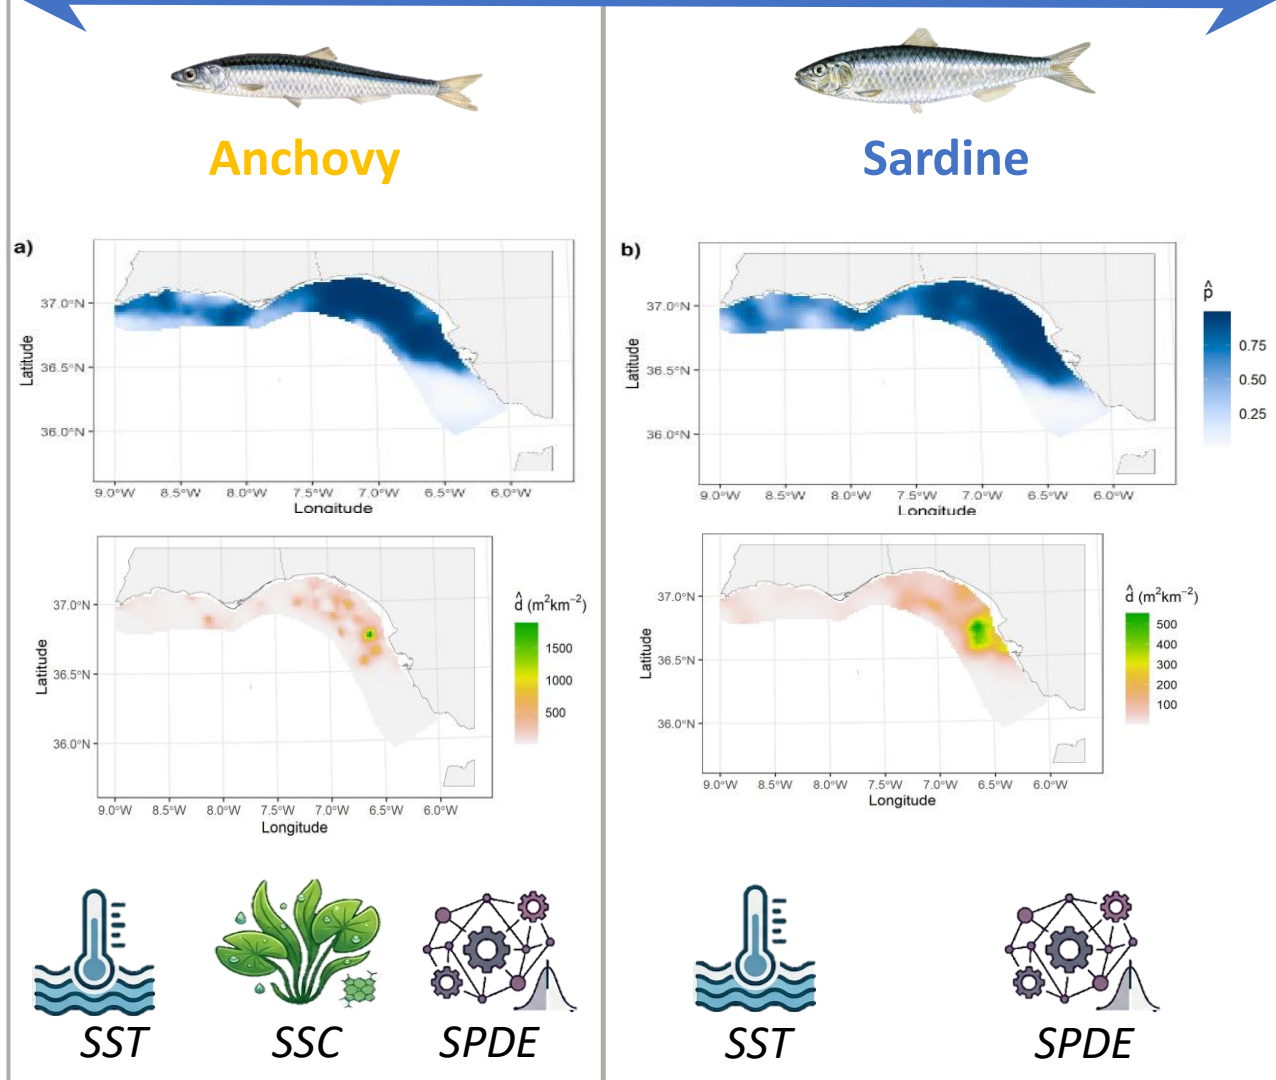 Anchovy
Sardine
a)
37.0°N
36.5°N
36.0°N
Latitude
9.0°W 8.5°W 8.0°W 7.5°W 7.0°W 6.5°W 6.0°W
Longitude
b)
37.0°N
36.5°N
36.0°N
Latitude
9.0°W 8.5°W 8.0°W 7.5°W 7.0°W 6.5°W 6.0°W
Longitude
p̂
0.75
0.50
0.25
37.0°N
36.5°N
36.0°N
Latitude
9.0°W 8.5°W 8.0°W 7.5°W 7.0°W 6.5°W 6.0°W
Longitude
d̂ (m²km⁻²)
1500
1000
500
37.0°N
36.5°N
36.0°N
Latitude
9.0°W 8.5°W 8.0°W 7.5°W 7.0°W 6.5°W 6.0°W
Longitude
d̂ (m²km⁻²)
500
400
300
200
100
SST SSC SPDE
SST SPDE